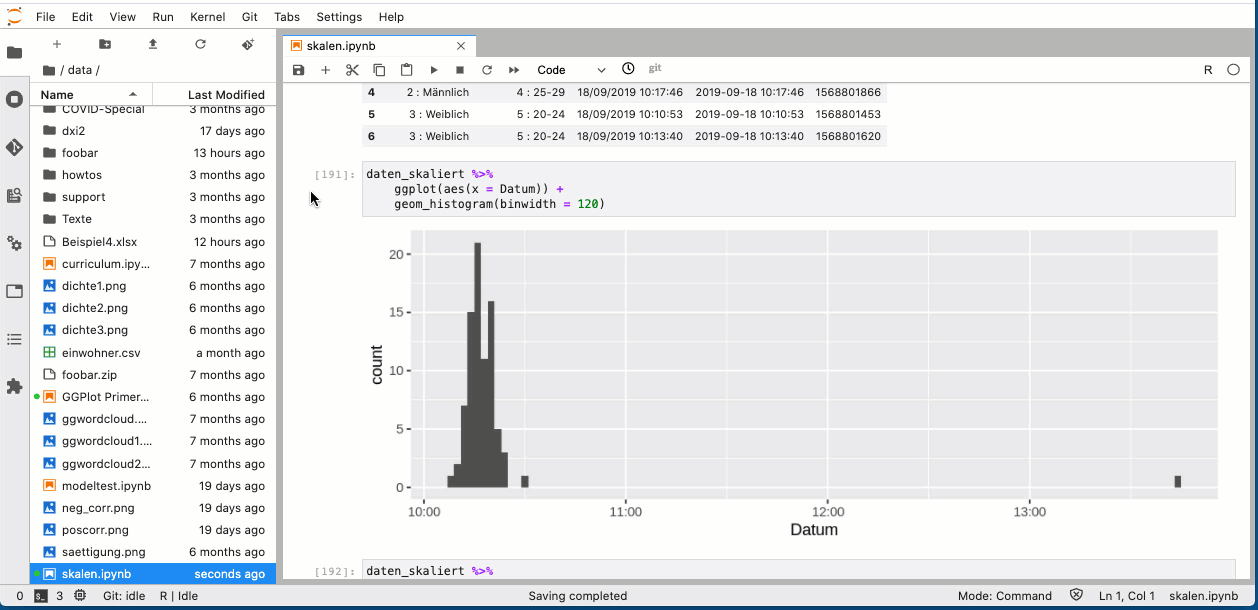 File Edit View Run Kernel Git Tabs Settings Help
/ data /
Name Last Modified
COVID-Special 3 months ago
dxi2 17 days ago
foobar 13 hours ago
howtos 3 months ago
support 3 months ago
Texte 3 months ago
Beispiel4.xlsx 12 hours ago
curriculum.ipy... 7 months ago
dichte1.png 6 months ago
dichte2.png 6 months ago
dichte3.png 6 months ago
einwohner.csv a month ago
foobar.zip 7 months ago
GGPlot Primer... 6 months ago
ggwordcloud.... 7 months ago
ggwordcloud1.... 7 months ago
ggwordcloud2... 7 months ago
modeltest.ipynb 19 days ago
neg_corr.png 19 days ago
poscorr.png 19 days ago
saettigung.png 6 months ago
skalen.ipynb seconds ago
skalen.ipynb
Code git R
4 2 : Männlich 4 : 25-29 18/09/2019 10:17:46 2019-09-18 10:17:46 1568801866
5 3 : Weiblich 5 : 20-24 18/09/2019 10:10:53 2019-09-18 10:10:53 1568801453
6 3 : Weiblich 5 : 20-24 18/09/2019 10:13:40 2019-09-18 10:13:40 1568801620
[191]: daten_skaliert %>%
ggplot(aes(x = Datum)) +
geom_histogram(binwidth = 120)
20
15
10
5
0
count
10:00 11:00 12:00 13:00
Datum
[192]: daten_skaliert %>%
0 3 Git: idle R | Idle Saving completed Mode: Command Ln 1, Col 1 skalen.ipynb